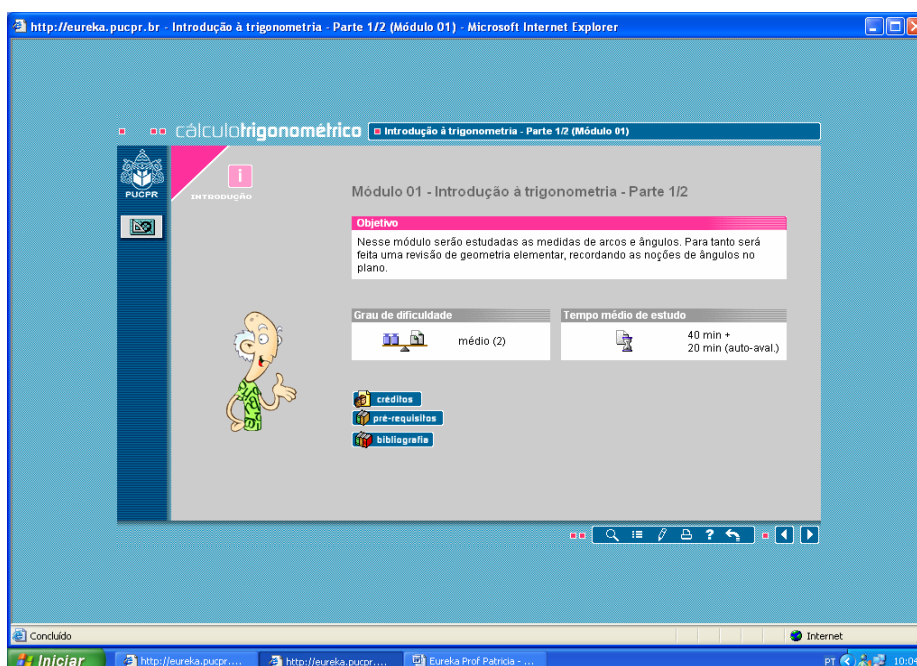 http://eureka.pucpr.br - Introdução à trigonometria - Parte 1/2 (Módulo 01) - Microsoft Internet Explorer
cálculotrigonométrico
Introdução à trigonometria - Parte 1/2 (Módulo 01)
PUCPR
i
INTRODUÇÃO
Módulo 01 - Introdução à trigonometria - Parte 1/2
Objetivo
Nesse módulo serão estudadas as medidas de arcos e ângulos. Para tanto será
feita uma revisão de geometria elementar, recordando as noções de ângulos no
plano.
Grau de dificuldade
médio (2)
Tempo médio de estudo
40 min +
20 min (auto-aval.)
créditos
pré-requisitos
bibliografia
?
Concluído
Internet
Iniciar
http://eureka.pucpr....
http://eureka.pucpr....
Eureka Prof Patricia - ...
PT
10:04